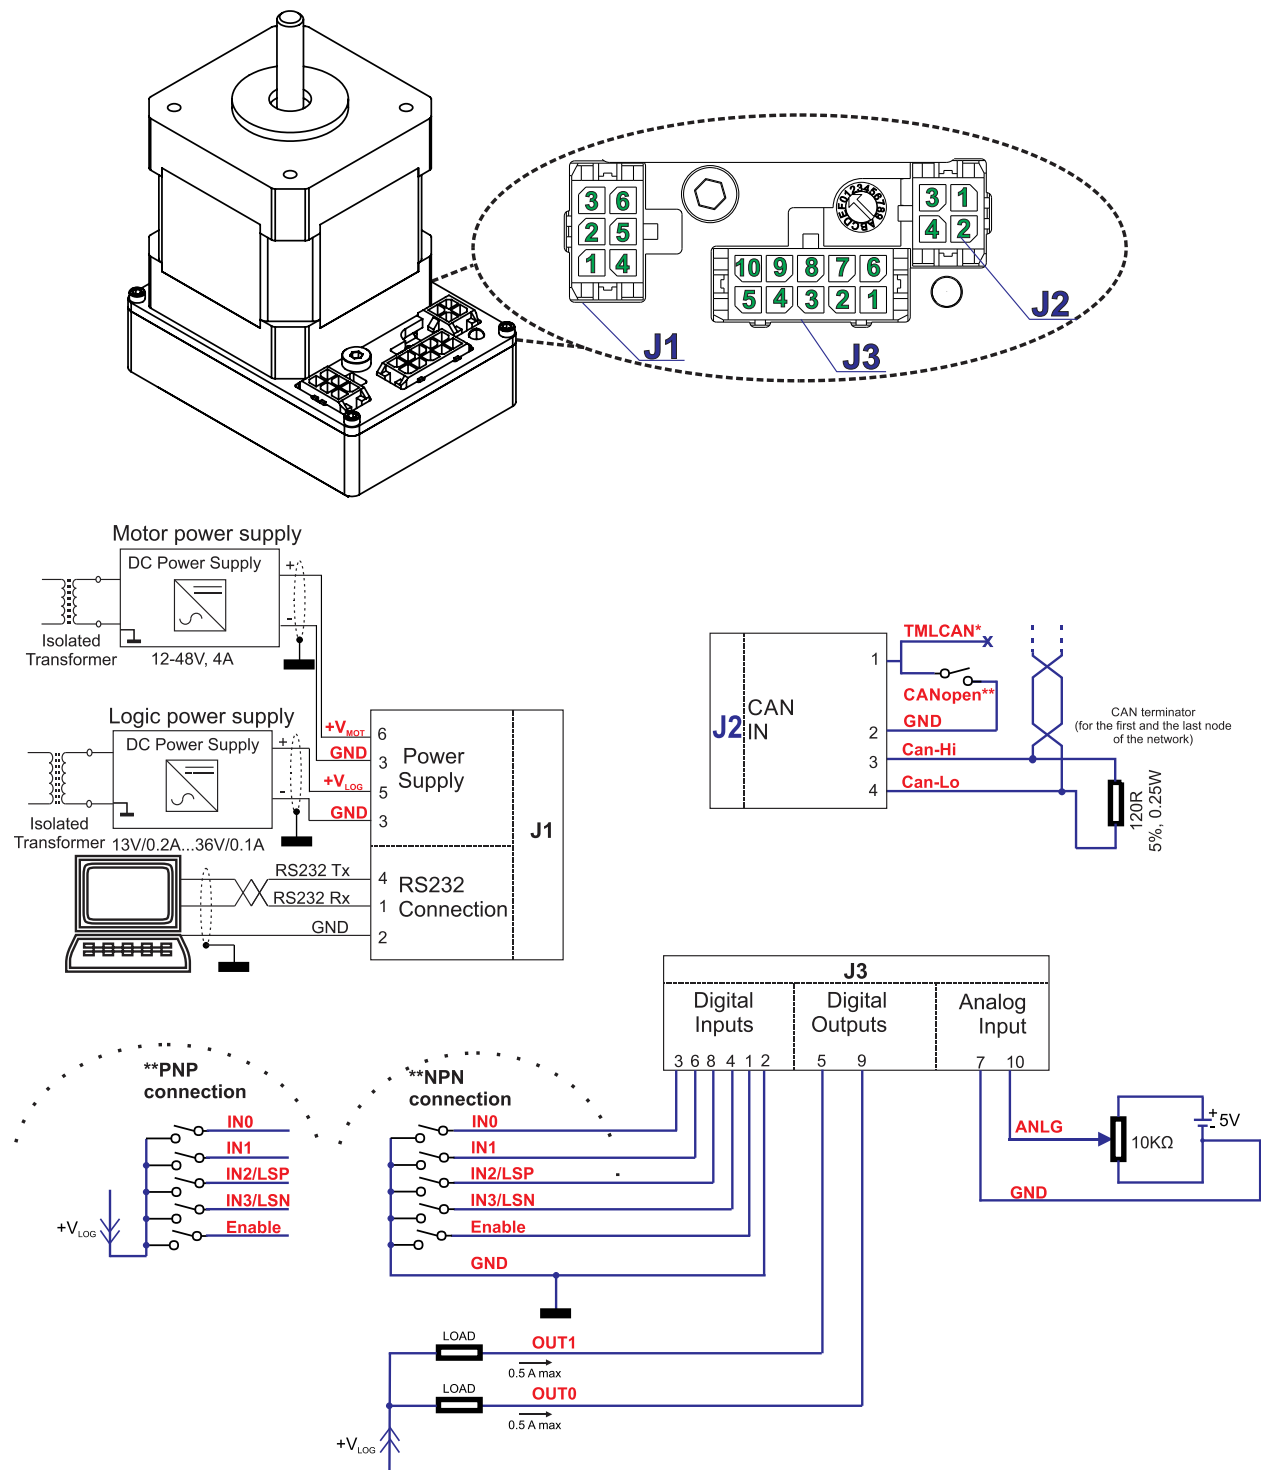 0123456789ABCDEF
3 6
2 5
1 4
3 1
4 2
10 9 8 7 6
5 4 3 2 1
J1
J3
J2
Motor power supply
DC Power Supply
+
-
Isolated
Transformer
12-48V, 4A
Logic power supply
DC Power Supply
+
-
Isolated
Transformer
13V/0.2A...36V/0.1A
+VMOT
6
GND
3
+VLOG
5
GND
3
Power
Supply
J1
RS232 Tx
4
RS232 Rx
1
GND
2
RS232
Connection
TMLCAN*
x
1
CANopen**
J2
CAN
IN
GND
2
Can-Hi
3
Can-Lo
4
CAN terminator
(for the first and the last node
of the network)
120R
5%, 0.25W
J3
Digital
Inputs
Digital
Outputs
Analog
Input
3 6 8 4 1 2
5 9
7 10
**PNP
connection
IN0
IN1
IN2/LSP
IN3/LSN
Enable
+VLOG
**NPN
connection
IN0
IN1
IN2/LSP
IN3/LSN
Enable
GND
ANLG
10KΩ
+
-
5V
GND
LOAD
OUT1
0.5 A max
LOAD
OUT0
0.5 A max
+VLOG